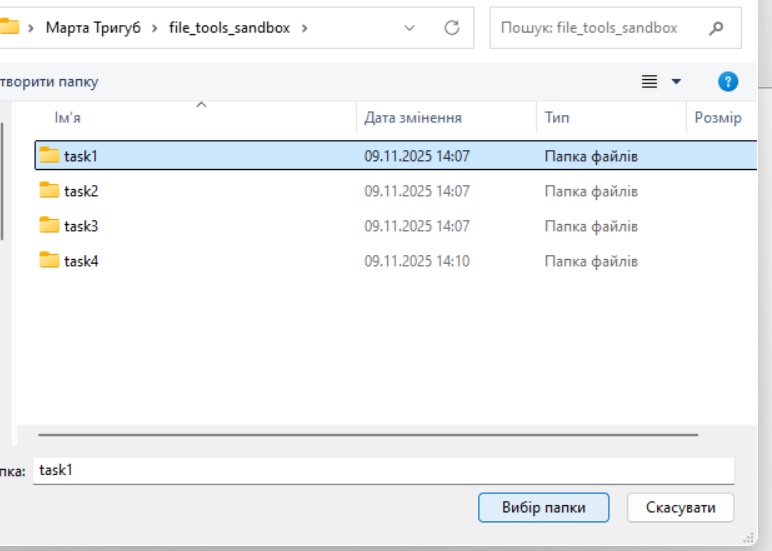 Марта Тригуб > file_tools_sandbox > Пошук: file_tools_sandbox
творити папку
Ім'я Дата змінення Тип Розмір
task1 09.11.2025 14:07 Папка файлів
task2 09.11.2025 14:07 Папка файлів
task3 09.11.2025 14:07 Папка файлів
task4 09.11.2025 14:10 Папка файлів
пка: task1
Вибір папки Скасувати